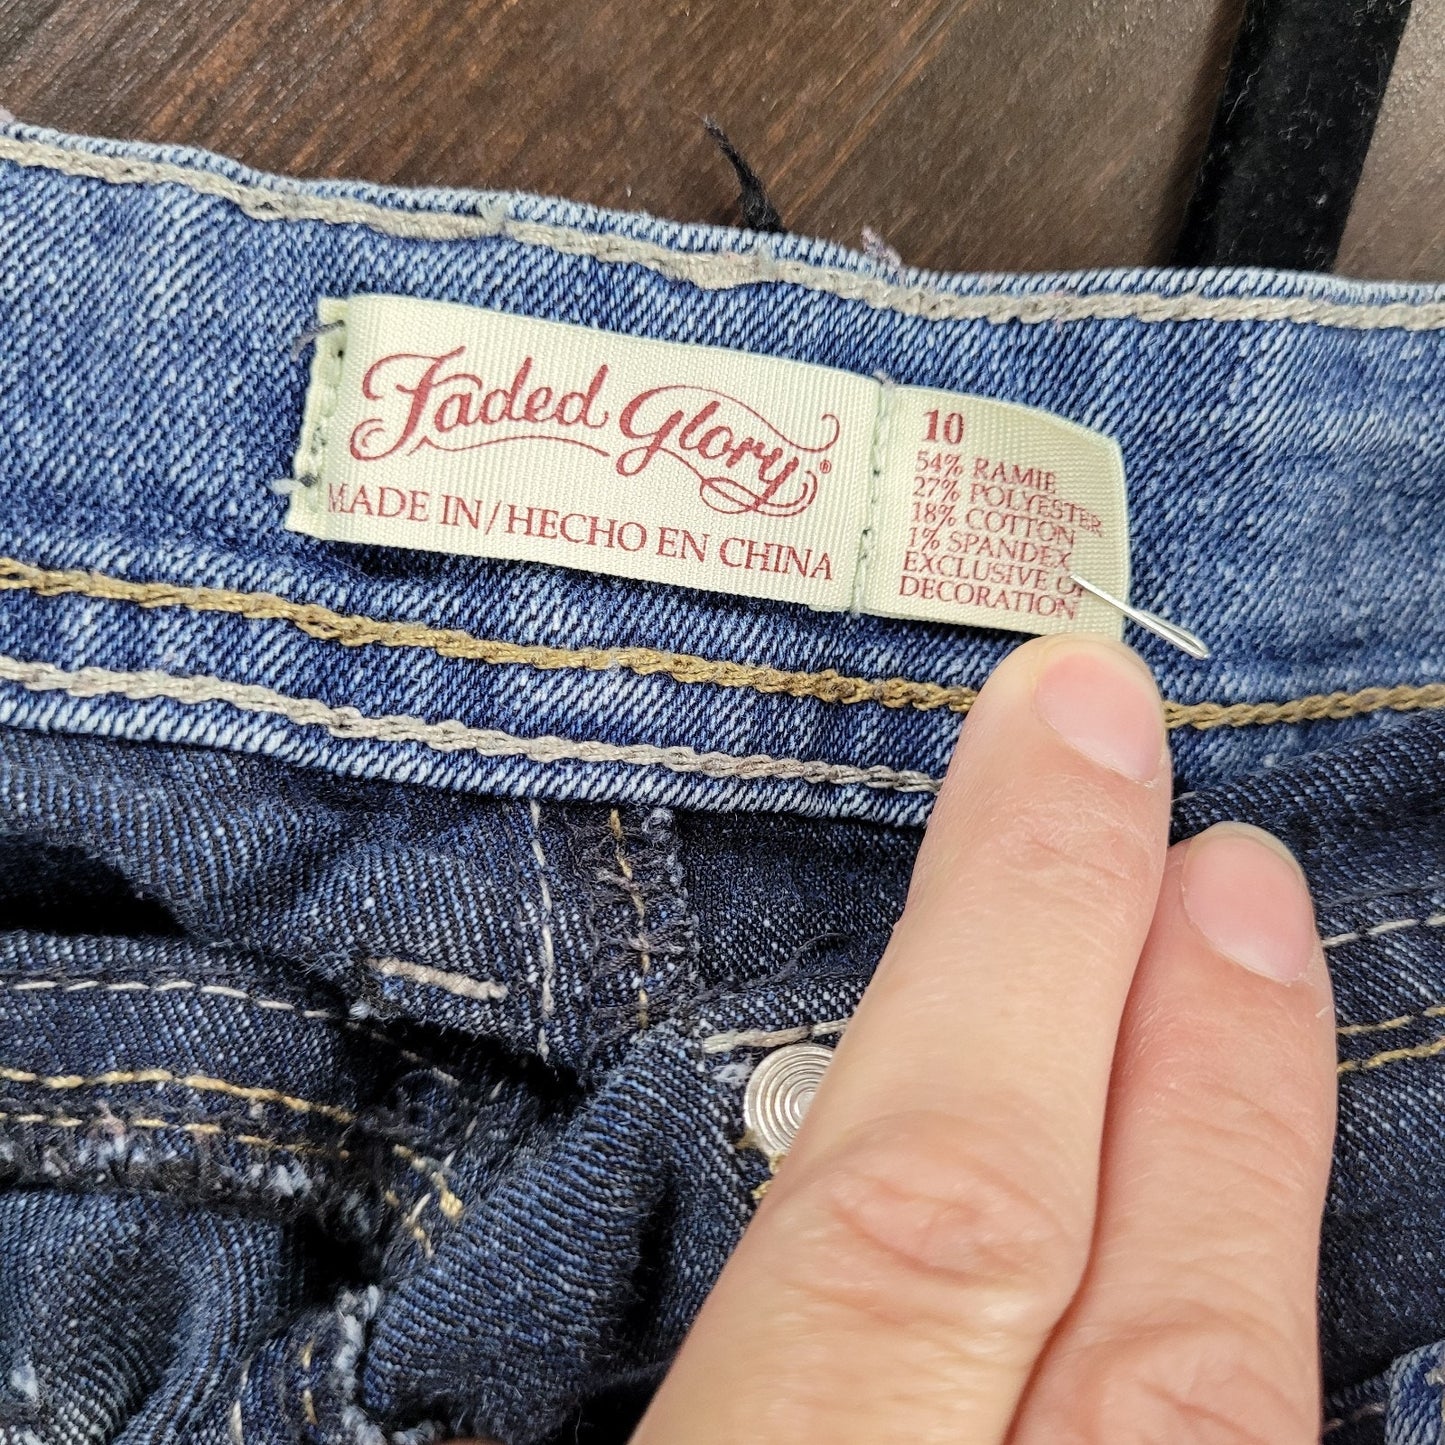 Faded Glory®
MADE IN/HECHO EN CHINA
10
54% RAMIE
27% POLYESTER
18% COTTON
1% SPANDEX
EXCLUSIVE OF
DECORATION